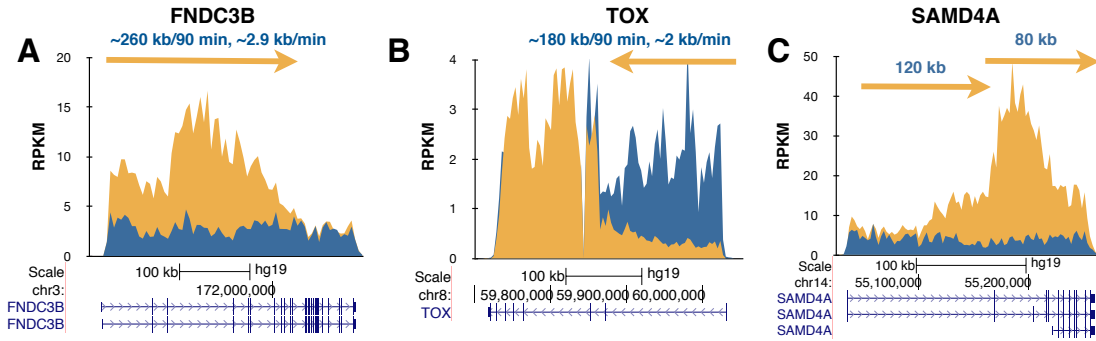 FNDC3B
TOX
SAMD4A
A
~260 kb/90 min, ~2.9 kb/min
20
15
10
5
0
RPKM
Scale
100 kb
hg19
chr3:
172,000,000
FNDC3B
FNDC3B
B
~180 kb/90 min, ~2 kb/min
4
3
2
1
0
RPKM
Scale
100 kb
hg19
chr8:
59,800,000
59,900,000
60,000,000
TOX
C
80 kb
120 kb
50
40
30
20
10
0
RPKM
Scale
100 kb
hg19
chr14:
55,100,000
55,200,000
SAMD4A
SAMD4A
SAMD4A